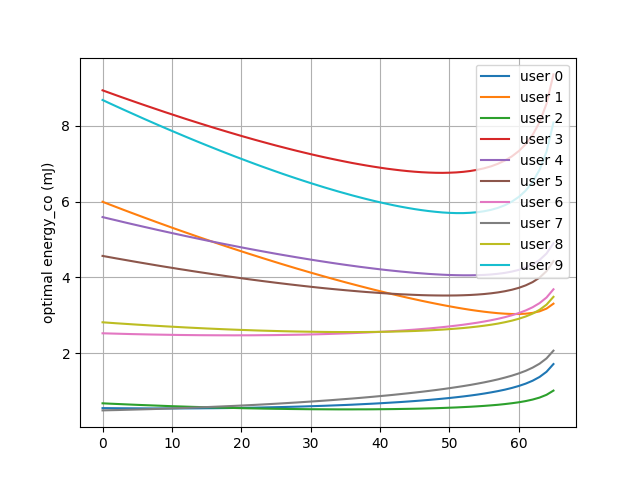 optimal energy_co (mJ)
8
6
4
2
0 10 20 30 40 50 60
user 0
user 1
user 2
user 3
user 4
user 5
user 6
user 7
user 8
user 9